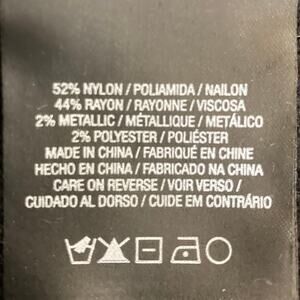 52% NYLON / POLIAMIDA / NAILON
44% RAYON / RAYONNE / VISCOSA
2% METALLIC / MÉTALLIQUE / METÁLICO
2% POLYESTER / POLIÉSTER
MADE IN CHINA / FABRIQUÉ EN CHINE
HECHO EN CHINA / FABRICADO NA CHINA
CARE ON REVERSE / VOIR VERSO /
CUIDADO AL DORSO / CUIDE EM CONTRÁRIO